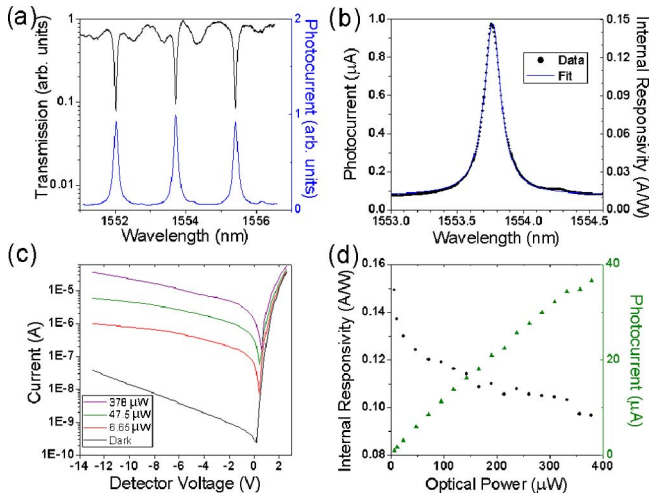 (a)
Transmission (arb. units)
1
0.1
0.01
1552 1554 1556
Wavelength (nm)
2
1
0
Photocurrent (arb. units)
(b)
Photocurrent (μA)
1.0
0.8
0.6
0.4
0.2
0.0
1553.0 1553.5 1554.0 1554.5
Wavelength (nm)
Data
Fit
0.15
0.12
0.09
0.06
0.03
0.00
Internal Responsivity (A/W)
(c)
Current (A)
1E-5
1E-6
1E-7
1E-8
1E-9
1E-10
378 μW
47.5 μW
6.65 μW
Dark
-14 -12 -10 -8 -6 -4 -2 0 2
Detector Voltage (V)
(d)
Internal Responsivity (A/W)
0.16
0.14
0.12
0.10
0.08
0 100 200 300 400
Optical Power (μW)
40
20
0
Photocurrent (μA)